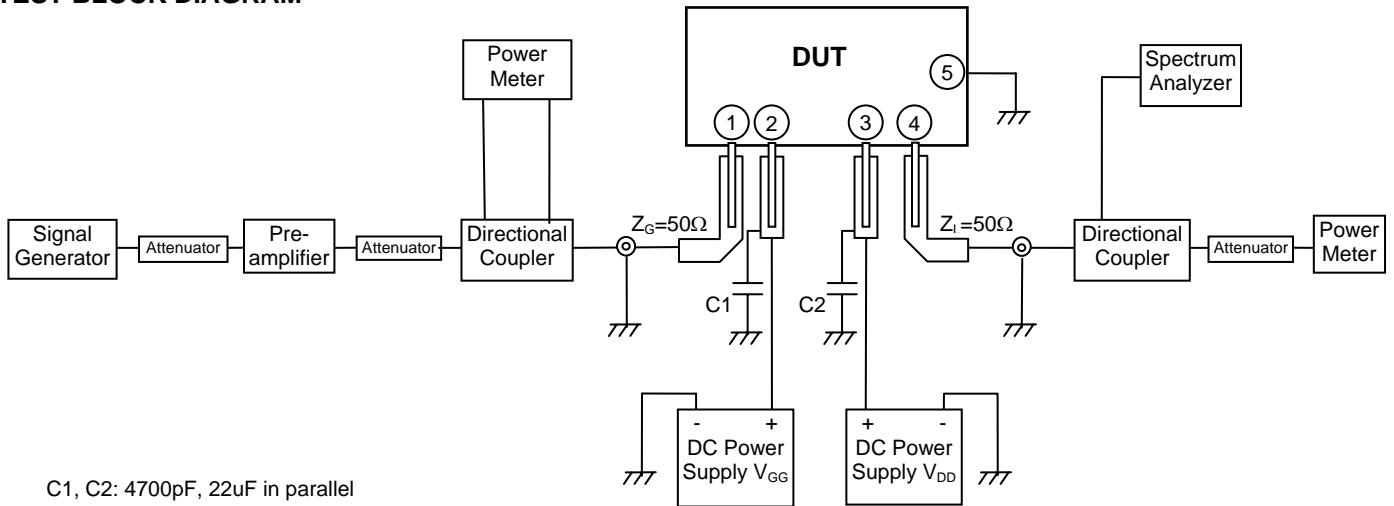 TEST BLOCK DIAGRAM
Power
Meter
DUT
5
Spectrum
Analyzer
1
2
3
4
Signal
Generator
Attenuator
Pre-
amplifier
Attenuator
Directional
Coupler
ZG=50Ω
ZL=50Ω
Directional
Coupler
Attenuator
Power
Meter
C1
C2
- +
DC Power
Supply VGG
+ -
DC Power
Supply VDD
C1, C2: 4700pF, 22uF in parallel